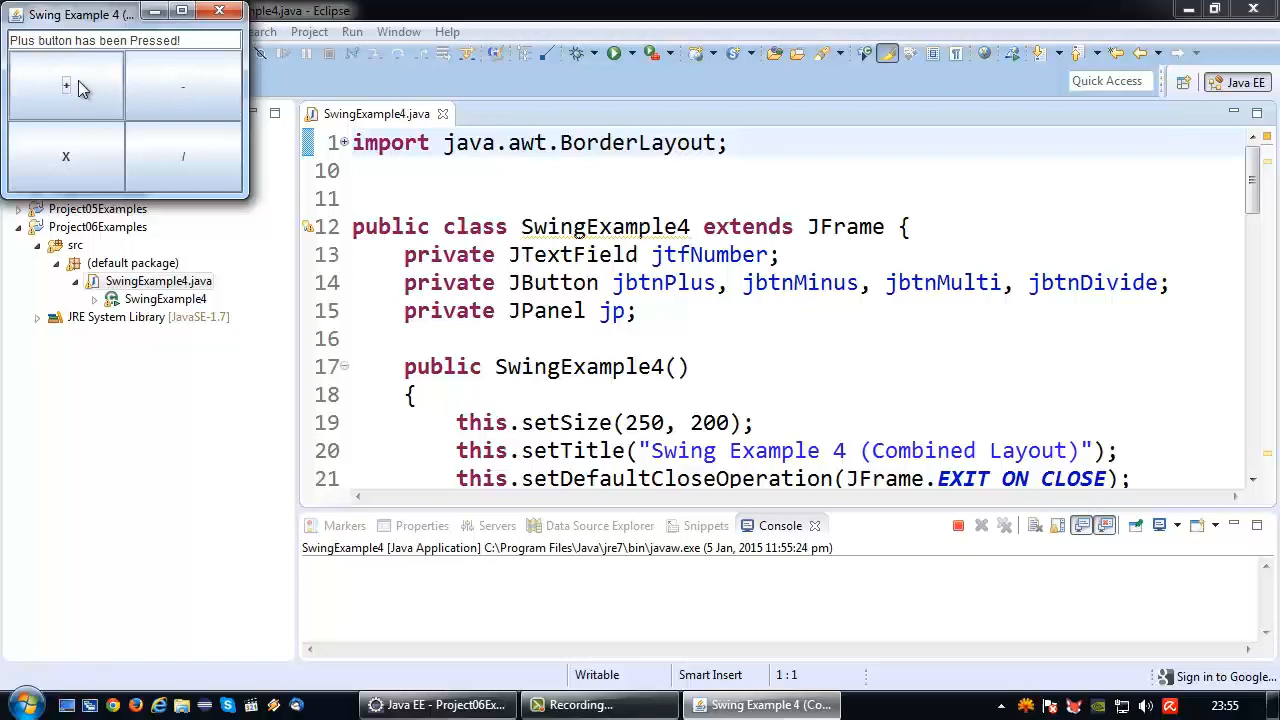 Swing Example 4 (...
mple4.java - Eclipse
Plus button has been Pressed!
+
-
X
/
Search Project Run Window Help
Quick Access
Java EE
SwingExample4.java
1 import java.awt.BorderLayout;
10
11
12 public class SwingExample4 extends JFrame {
13 private JTextField jtfNumber;
14 private JButton jbtnPlus, jbtnMinus, jbtnMulti, jbtnDivide;
15 private JPanel jp;
16
17 public SwingExample4()
18 {
19 this.setSize(250, 200);
20 this.setTitle("Swing Example 4 (Combined Layout)");
21 this.setDefaultCloseOperation(JFrame.EXIT_ON_CLOSE);
Project05Examples
Project06Examples
src
(default package)
SwingExample4.java
SwingExample4
JRE System Library [JavaSE-1.7]
Markers Properties Servers Data Source Explorer Snippets Console
SwingExample4 [Java Application] C:\Program Files\Java\jre7\bin\javaw.exe (5 Jan, 2015 11:55:24 pm)
Writable Smart Insert 1 : 1 Sign in to Google...
Java EE - Project06Ex... Recording... Swing Example 4 (Co... 23:55